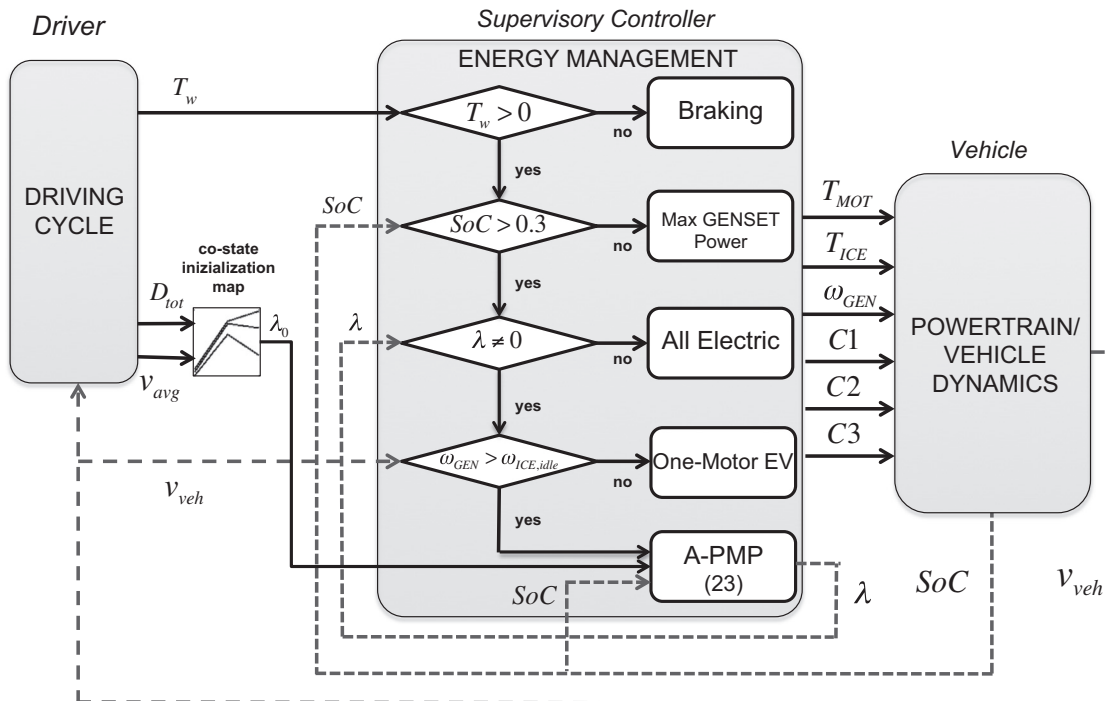 Driver
Supervisory Controller
ENERGY MANAGEMENT
T_w
T_w > 0
no
Braking
yes
Vehicle
DRIVING
CYCLE
SoC
SoC > 0.3
no
Max GENSET
Power
T_MOT
yes
T_ICE
co-state
inizialization
map
D_tot
λ_0
v_avg
λ
λ ≠ 0
no
All Electric
ω_GEN
C1
C2
C3
POWERTRAIN/
VEHICLE
DYNAMICS
yes
v_veh
ω_GEN > ω_ICE,idle
no
One-Motor EV
yes
A-PMP
(23)
SoC
λ
SoC
v_veh